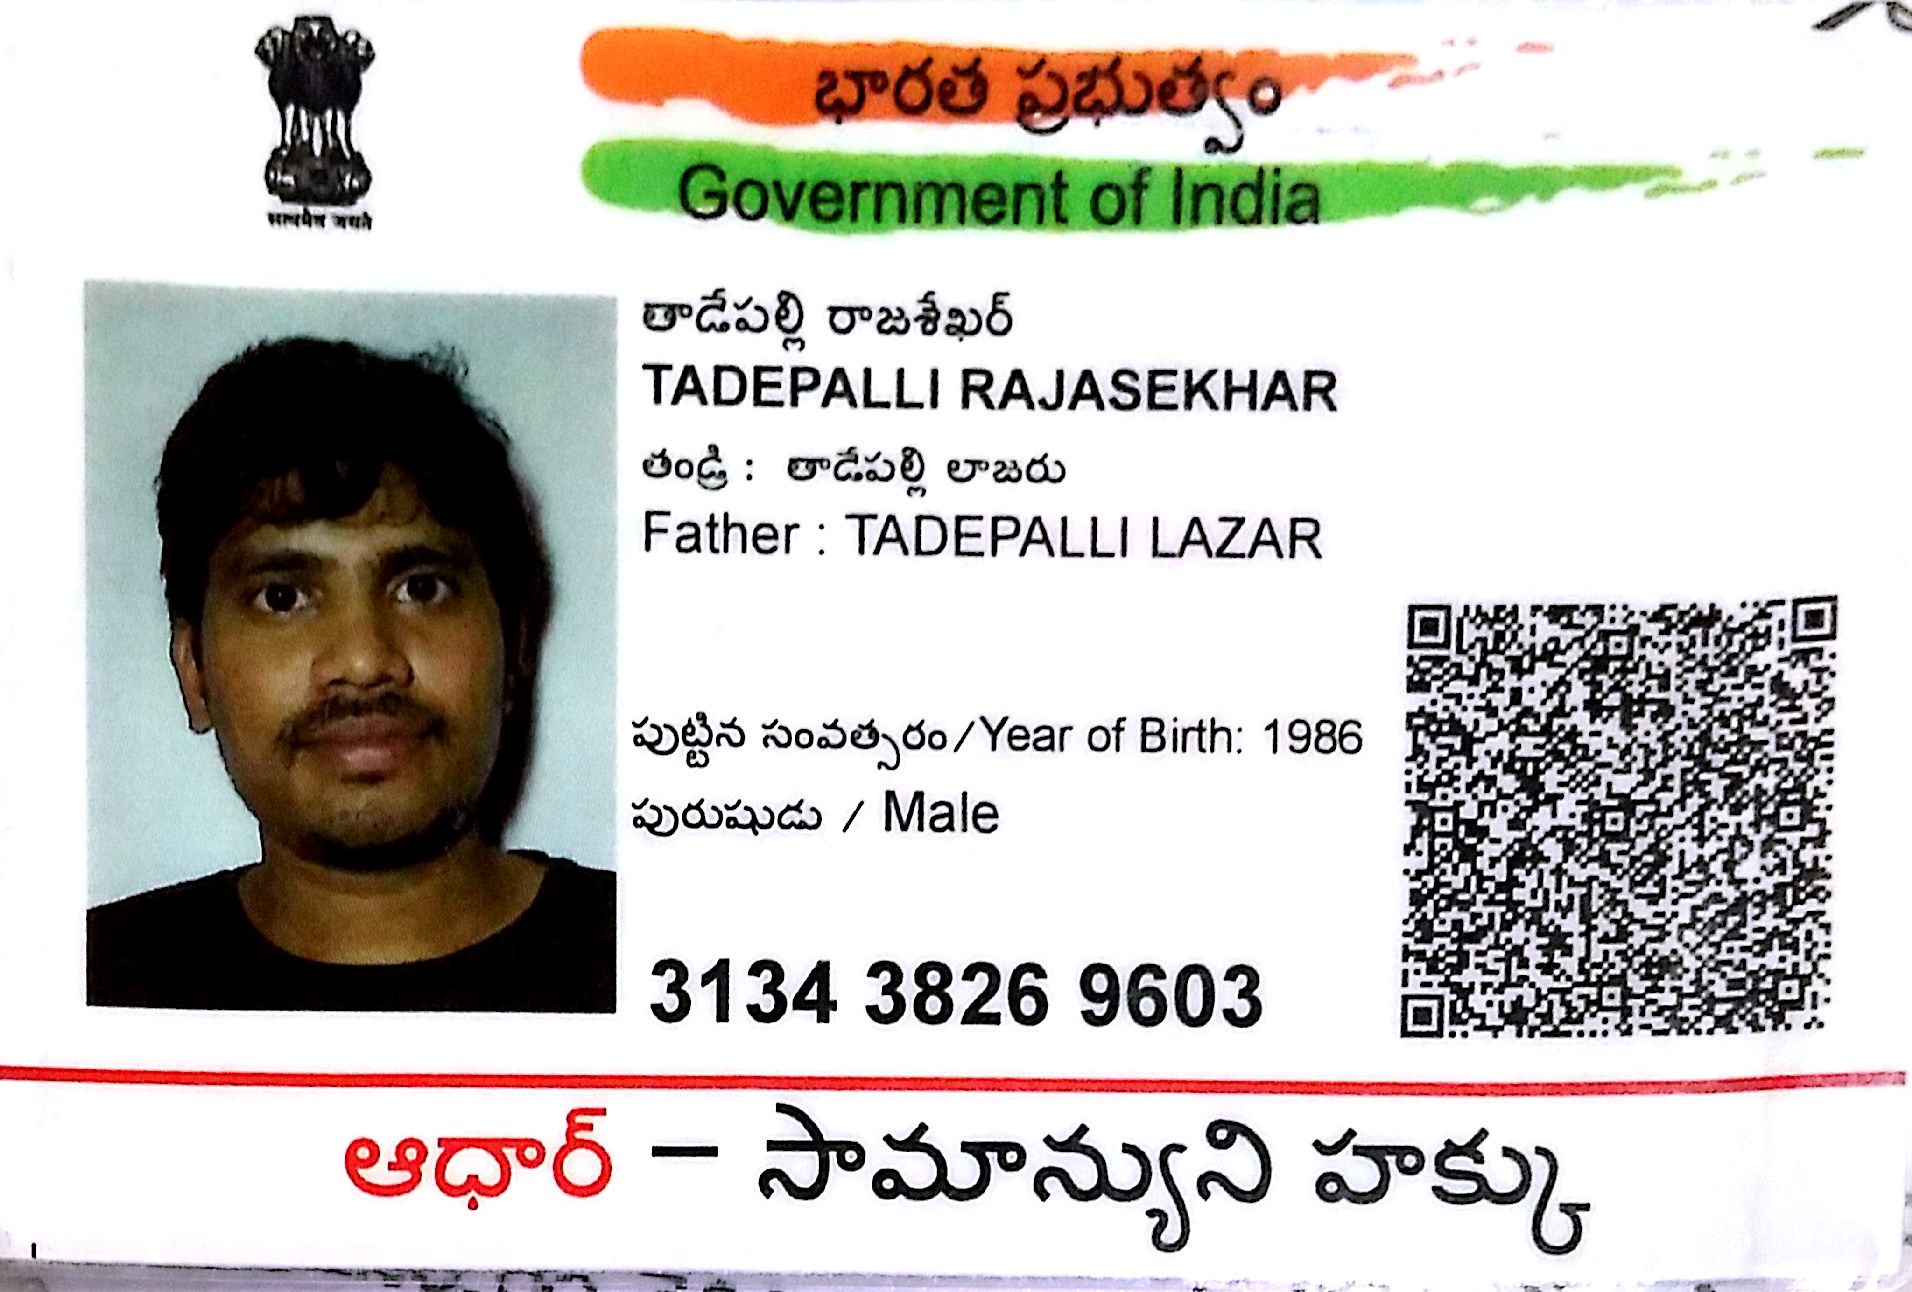 सत्यमेव जयते
భారత ప్రభుత్వం
Government of India
తాడేపల్లి రాజశేఖర్
TADEPALLI RAJASEKHAR
తండ్రి : తాడేపల్లి లాజరు
Father : TADEPALLI LAZAR
పుట్టిన సంవత్సరం/Year of Birth: 1986
పురుషుడు / Male
3134 3826 9603
ఆధార్ – సామాన్యుని హక్కు